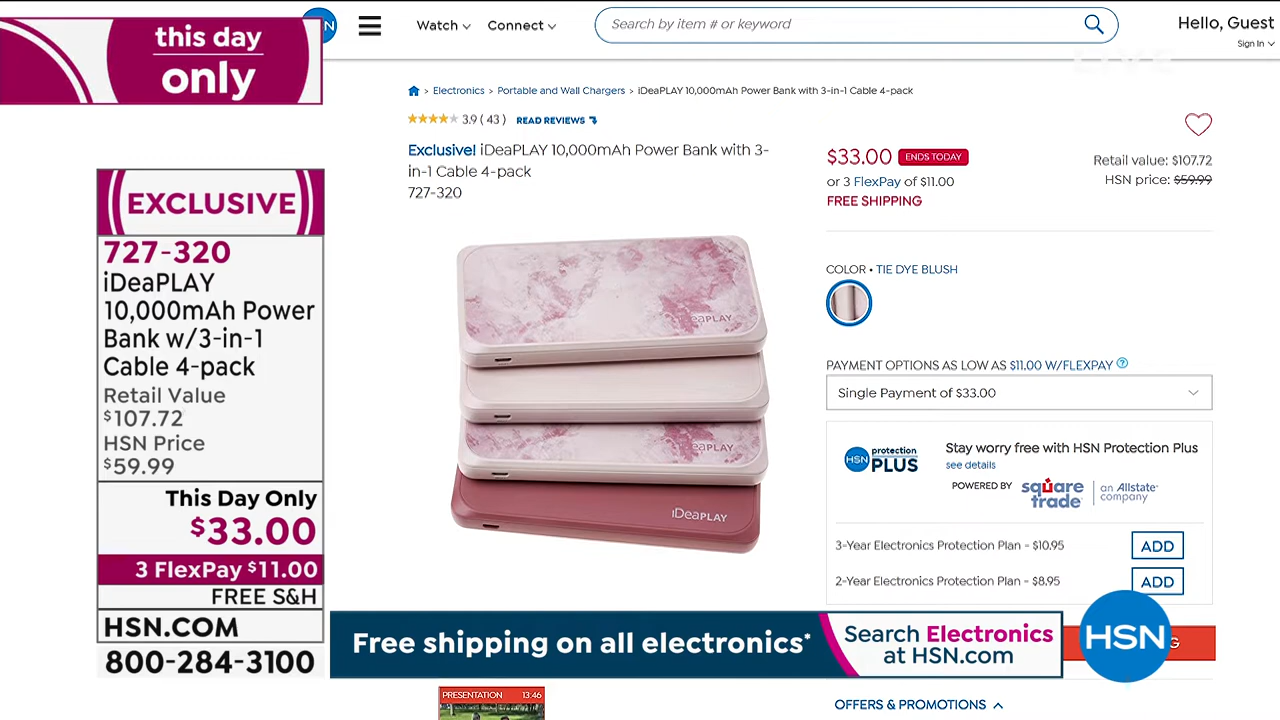 this day
only
Watch
Connect
Search by item # or keyword
Hello, Guest
Sign In
Electronics > Portable and Wall Chargers > iDeaPLAY 10,000mAh Power Bank with 3-in-1 Cable 4-pack
3.9 ( 43 ) READ REVIEWS
Exclusive! iDeaPLAY 10,000mAh Power Bank with 3-
in-1 Cable 4-pack
727-320
$33.00 ENDS TODAY
or 3 FlexPay of $11.00
FREE SHIPPING
Retail value: $107.72
HSN price: $59.99
COLOR • TIE DYE BLUSH
PAYMENT OPTIONS AS LOW AS $11.00 W/FLEXPAY ?
Single Payment of $33.00
HSN protection PLUS
Stay worry free with HSN Protection Plus
see details
POWERED BY square trade | an Allstate company
3-Year Electronics Protection Plan - $10.95 ADD
2-Year Electronics Protection Plan - $8.95 ADD
iDeaPLAY
EXCLUSIVE
727-320
iDeaPLAY
10,000mAh Power
Bank w/3-in-1
Cable 4-pack
Retail Value
$107.72
HSN Price
$59.99
This Day Only
$33.00
3 FlexPay $11.00
FREE S&H
HSN.COM
800-284-3100
Free shipping on all electronics*
Search Electronics
at HSN.com
HSN
PRESENTATION 13:46
OFFERS & PROMOTIONS